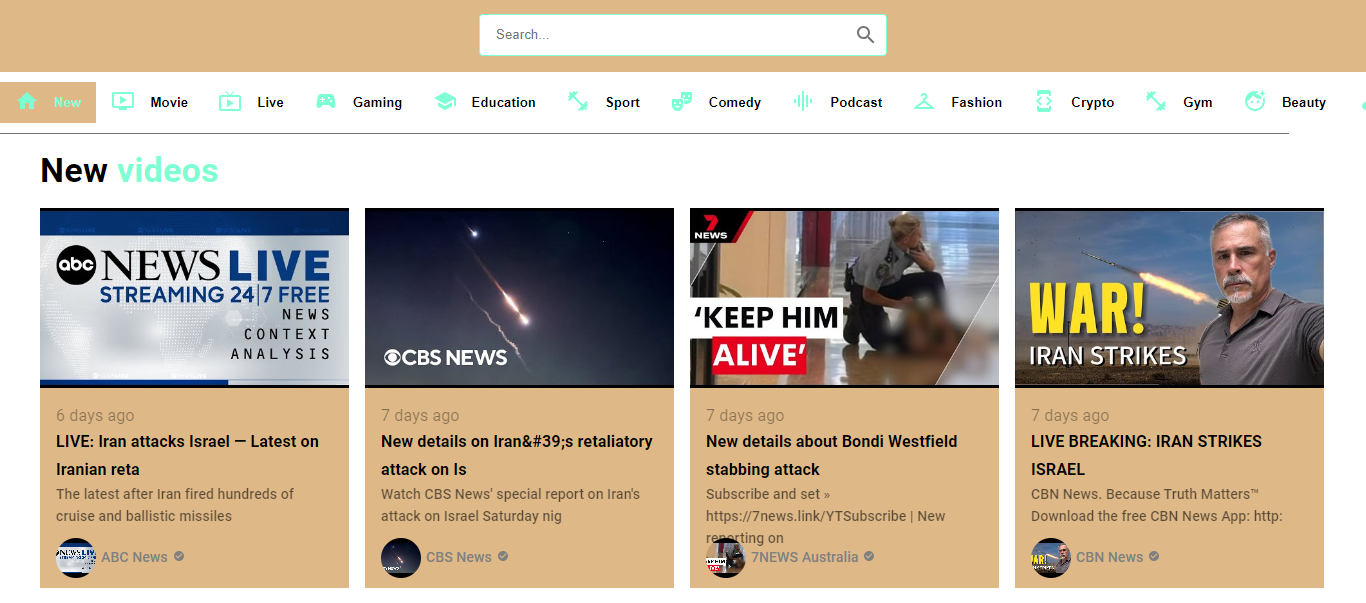 Search...
New
Movie
Live
Gaming
Education
Sport
Comedy
Podcast
Fashion
Crypto
Gym
Beauty
New videos
abc NEWS LIVE
STREAMING 24|7 FREE
NEWS
CONTEXT
ANALYSIS
CBS NEWS
7
NEWS
‘KEEP HIM
ALIVE’
WAR!
IRAN STRIKES
6 days ago
LIVE: Iran attacks Israel — Latest on
Iranian reta
The latest after Iran fired hundreds of
cruise and ballistic missiles
ABC News
7 days ago
New details on Iran&#39;s retaliatory
attack on Is
Watch CBS News' special report on Iran's
attack on Israel Saturday nig
CBS News
7 days ago
New details about Bondi Westfield
stabbing attack
Subscribe and set »
https://7news.link/YTSubscribe | New
reporting on
7NEWS Australia
7 days ago
LIVE BREAKING: IRAN STRIKES
ISRAEL
CBN News. Because Truth Matters™
Download the free CBN News App: http:
CBN News